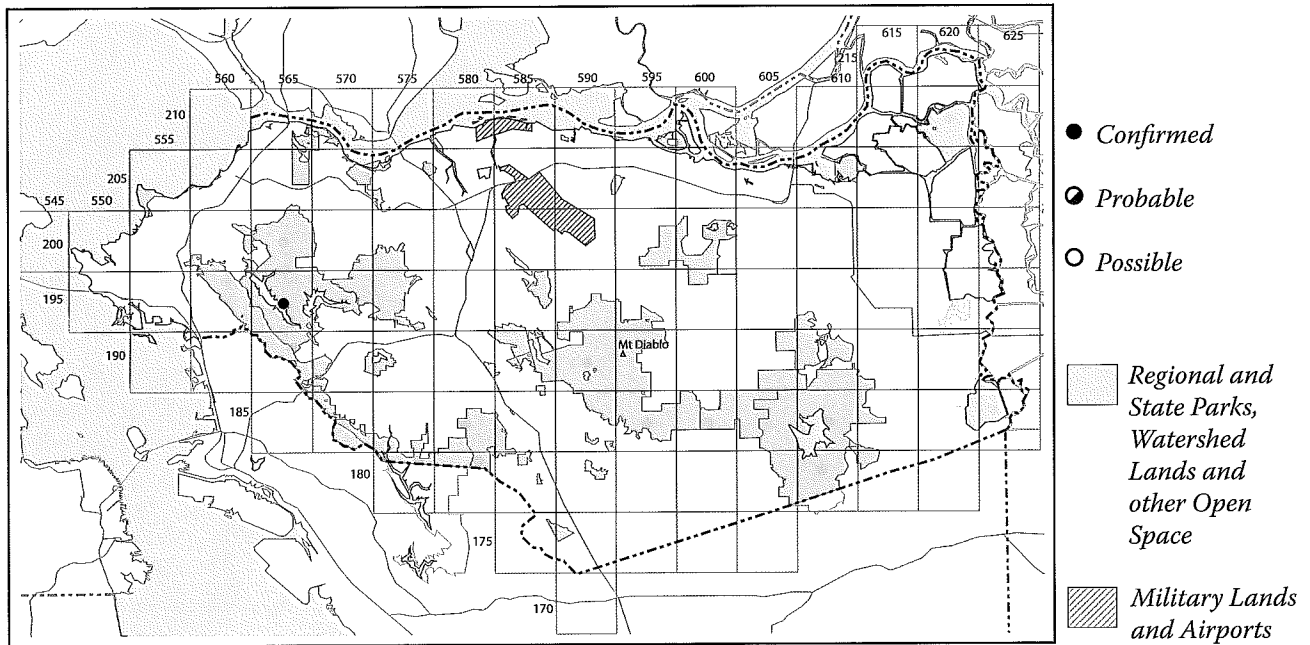 615 620 625
560 565 570 575 580 585 590 595 600 605 610 215
210
555
205
545 550
200
195
190
Mt Diablo
185
180
175
170
Confirmed
Probable
Possible
Regional and
State Parks,
Watershed
Lands and
other Open
Space
Military Lands
and Airports